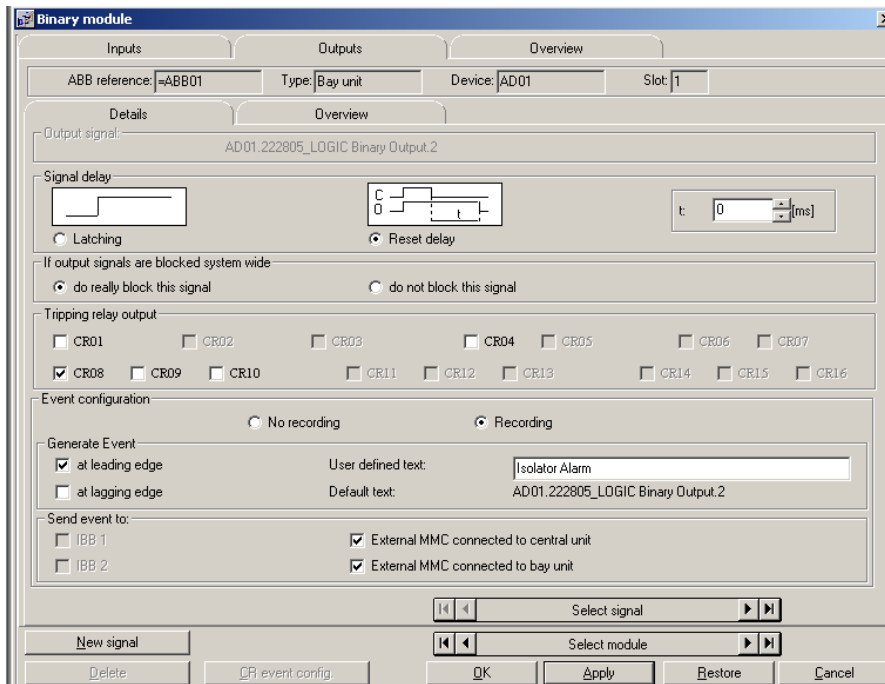 Binary module
Inputs Outputs Overview
ABB reference: =ABB01 Type: Bay unit Device: AD01 Slot: 1
Details Overview
Output signal:
AD01.222805_LOGIC Binary Output.2
Signal delay
C
O t t: 0 [ms]
Latching Reset delay
If output signals are blocked system wide
do really block this signal do not block this signal
Tripping relay output
CR01 CR02 CR03 CR04 CR05 CR06 CR07
CR08 CR09 CR10 CR11 CR12 CR13 CR14 CR15 CR16
Event configuration
No recording Recording
Generate Event
at leading edge User defined text: Isolator Alarm
at lagging edge Default text: AD01.222805_LOGIC Binary Output.2
Send event to:
IBB 1 External MMC connected to central unit
IBB 2 External MMC connected to bay unit
Select signal
New signal Select module
Delete CR event config. OK Apply Restore Cancel